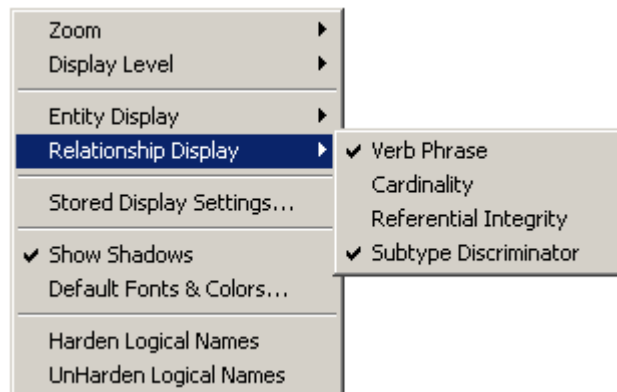 Zoom
Display Level
Entity Display
Relationship Display
Verb Phrase
Cardinality
Referential Integrity
Subtype Discriminator
Stored Display Settings...
Show Shadows
Default Fonts & Colors...
Harden Logical Names
UnHarden Logical Names